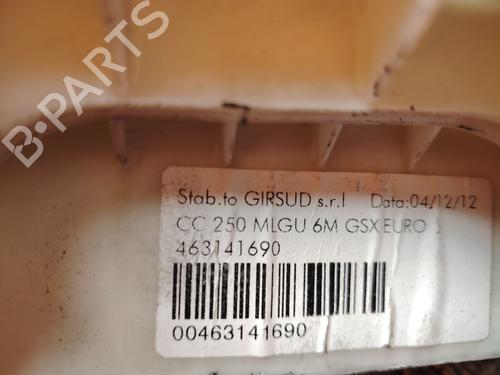 B-PARTS
Stab.to GIRSUD s.r.l Data:04/12/12
CC 250 MLGU 6M GSX EURO
463141690
00463141690